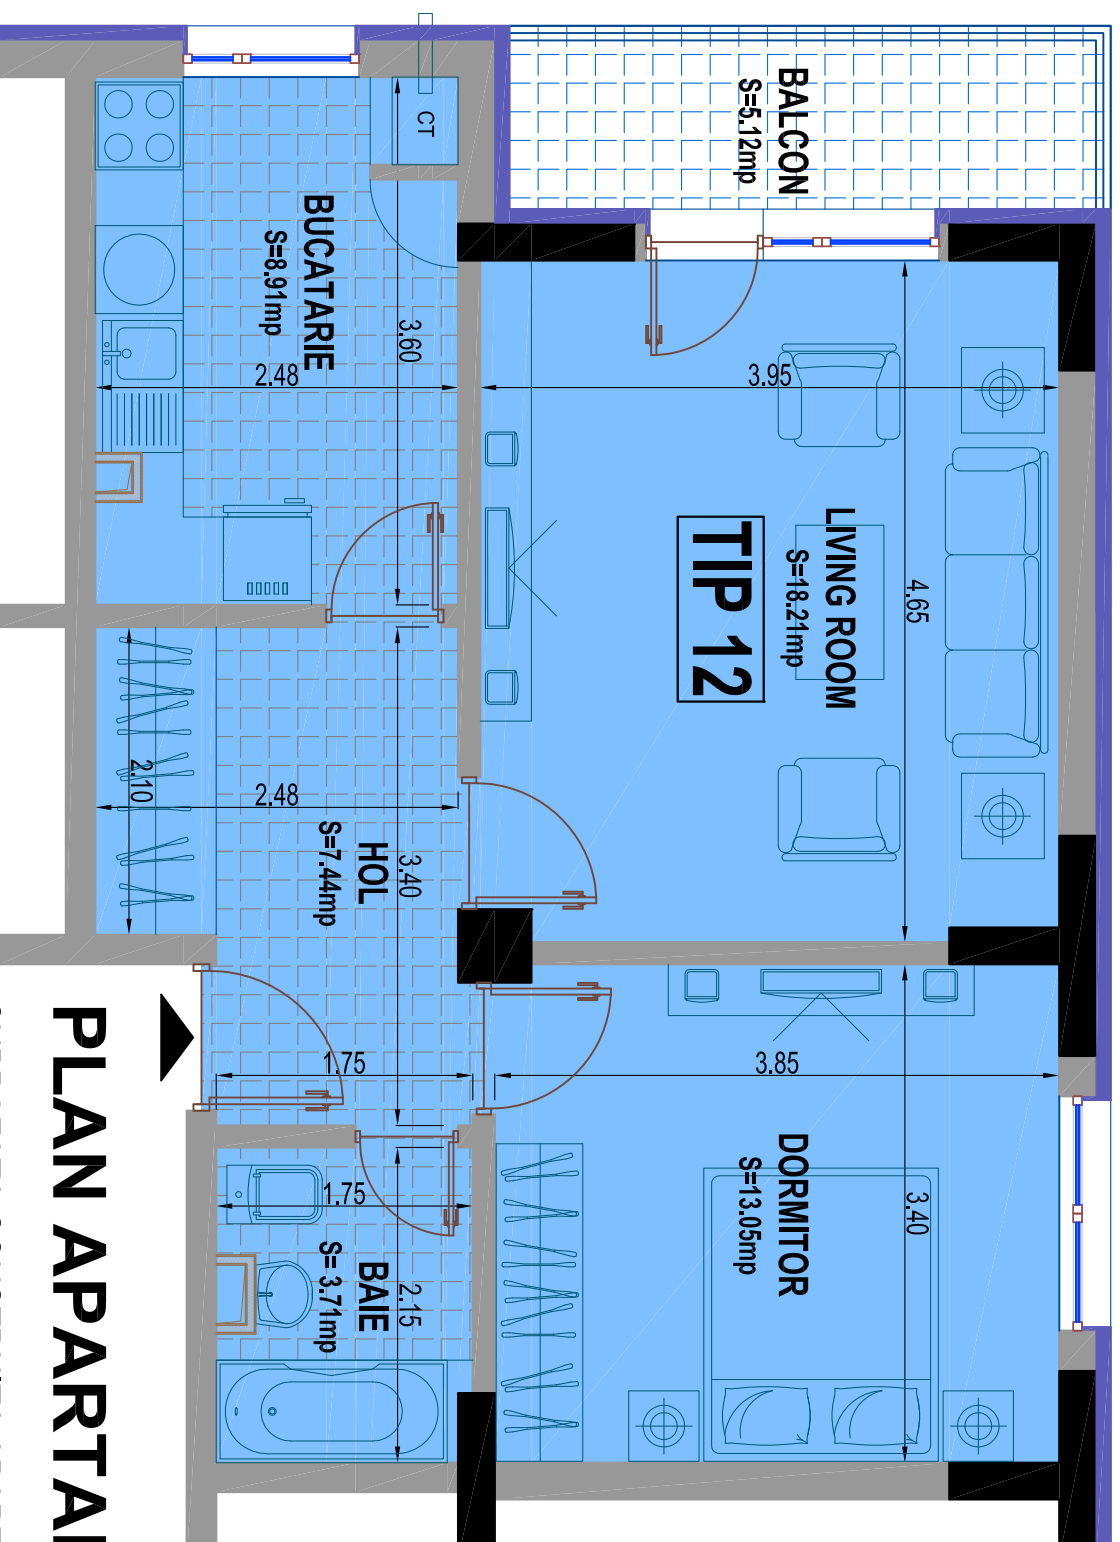 BALCON
S=5.12mp
CT
BUCATARIE
S=8.91mp
3.60
2.48
3.95
LIVING ROOM
S=18.21mp
4.65
TIP 12
2.10
2.48
HOL
S=7.44mp
3.40
1.75
3.85
DORMITOR
S=13.05mp
3.40
1.75
BAIE
S= 3.71mp
2.15
PLAN APARTA